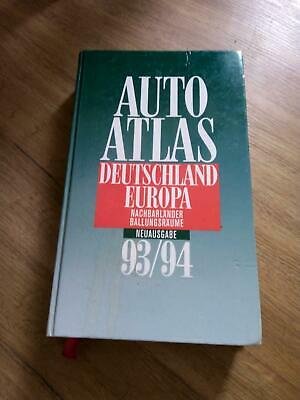 AUTO
ATLAS
DEUTSCHLAND
EUROPA
NACHBARLÄNDER
BALLUNGSRÄUME
NEUAUSGABE
93/94